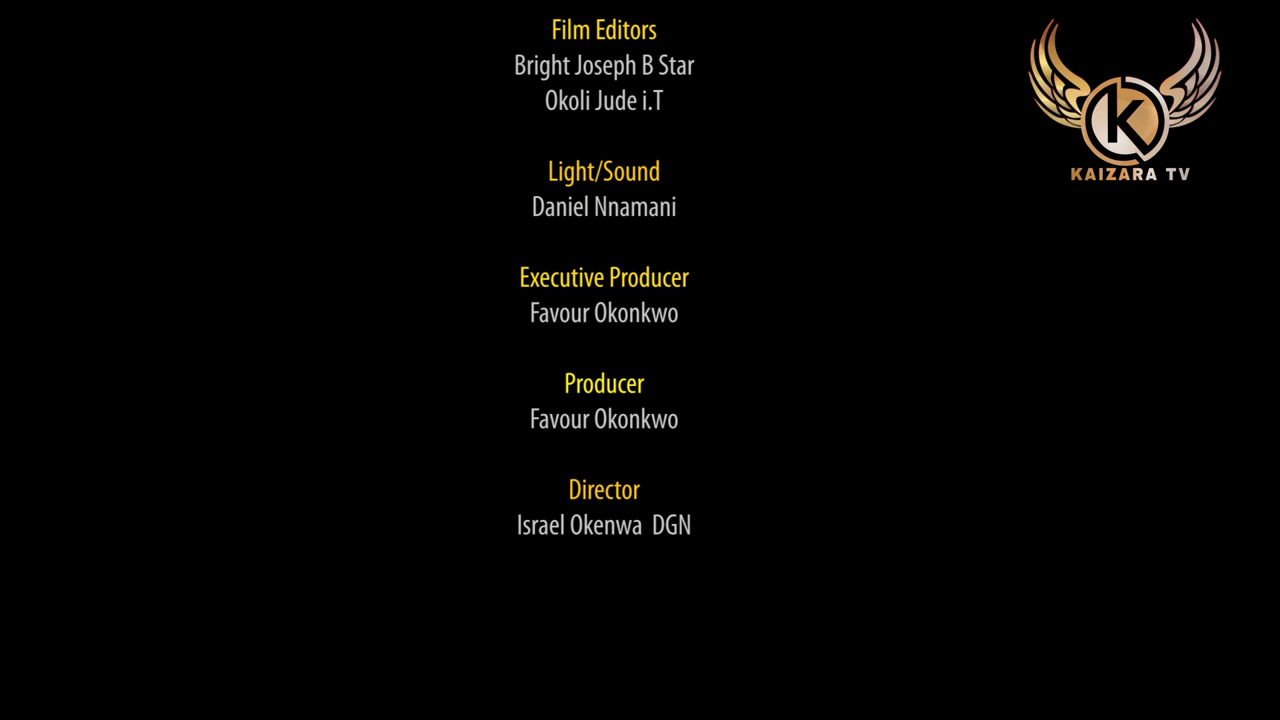 Film Editors
Bright Joseph B Star
Okoli Jude i.T
Light/Sound
Daniel Nnamani
Executive Producer
Favour Okonkwo
Producer
Favour Okonkwo
Director
Israel Okenwa  DGN
K
KAIZARA TV